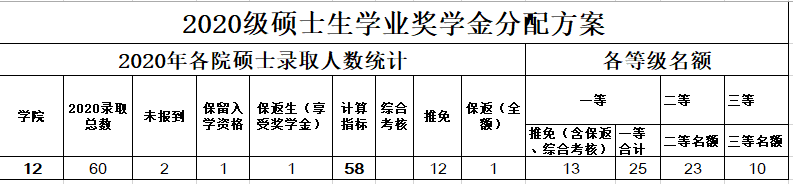 2020级硕士生学业奖学金分配方案
2020年各院硕士录取人数统计 各等级名额
学院 2020录取总数 未报到 保留入学资格 保返生（享受奖学金） 计算指标 综合考核 推免 保返（全额） 一等 二等 三等
推免（含保返、综合考核） 一等合计 二等名额 三等名额
12 60 2 1 1 58 12 1 13 25 23 10